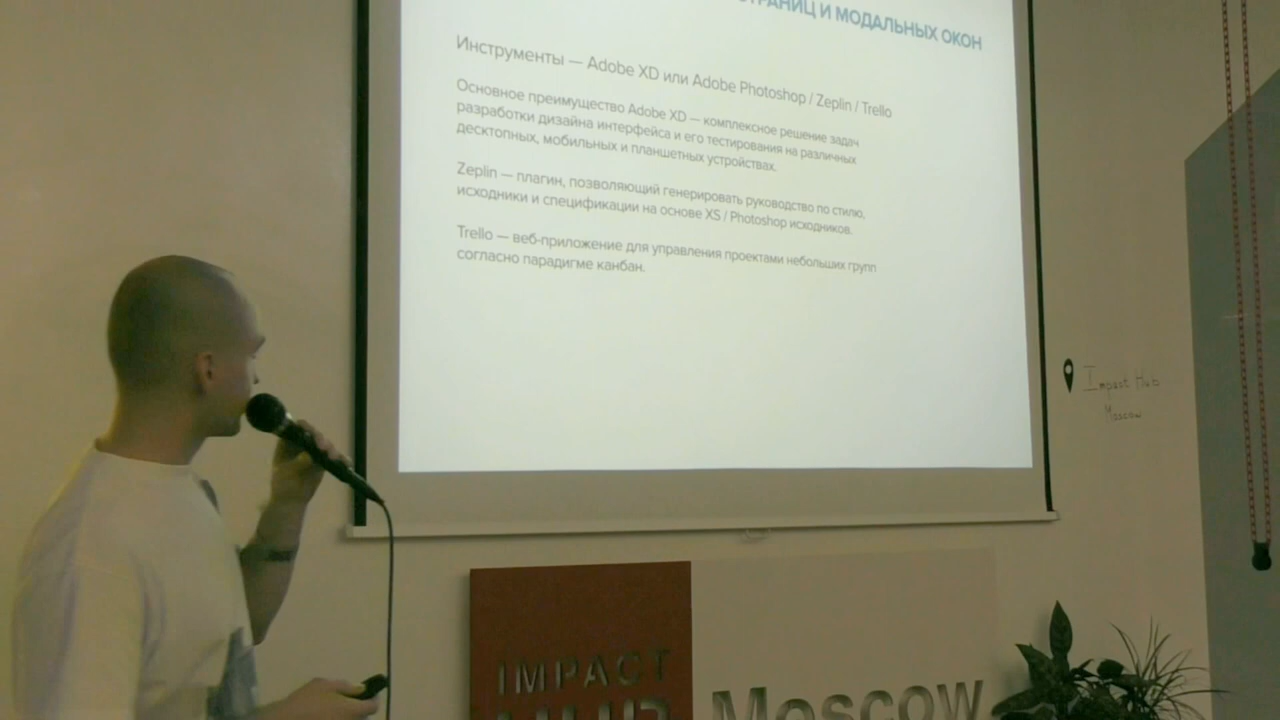 СТРАНИЦ И МОДАЛЬНЫХ ОКОН
Инструменты — Adobe XD или Adobe Photoshop / Zeplin / Trello
Основное преимущество Adobe XD — комплексное решение задач
разработки дизайна интерфейса и его тестирования на различных
десктопных, мобильных и планшетных устройствах.
Zeplin — плагин, позволяющий генерировать руководство по стилю,
исходники и спецификации на основе XS / Photoshop исходников.
Trello — веб-приложение для управления проектами небольших групп
согласно парадигме канбан.
Impact Hub
Moscow
IMPACT
HUB
Moscow